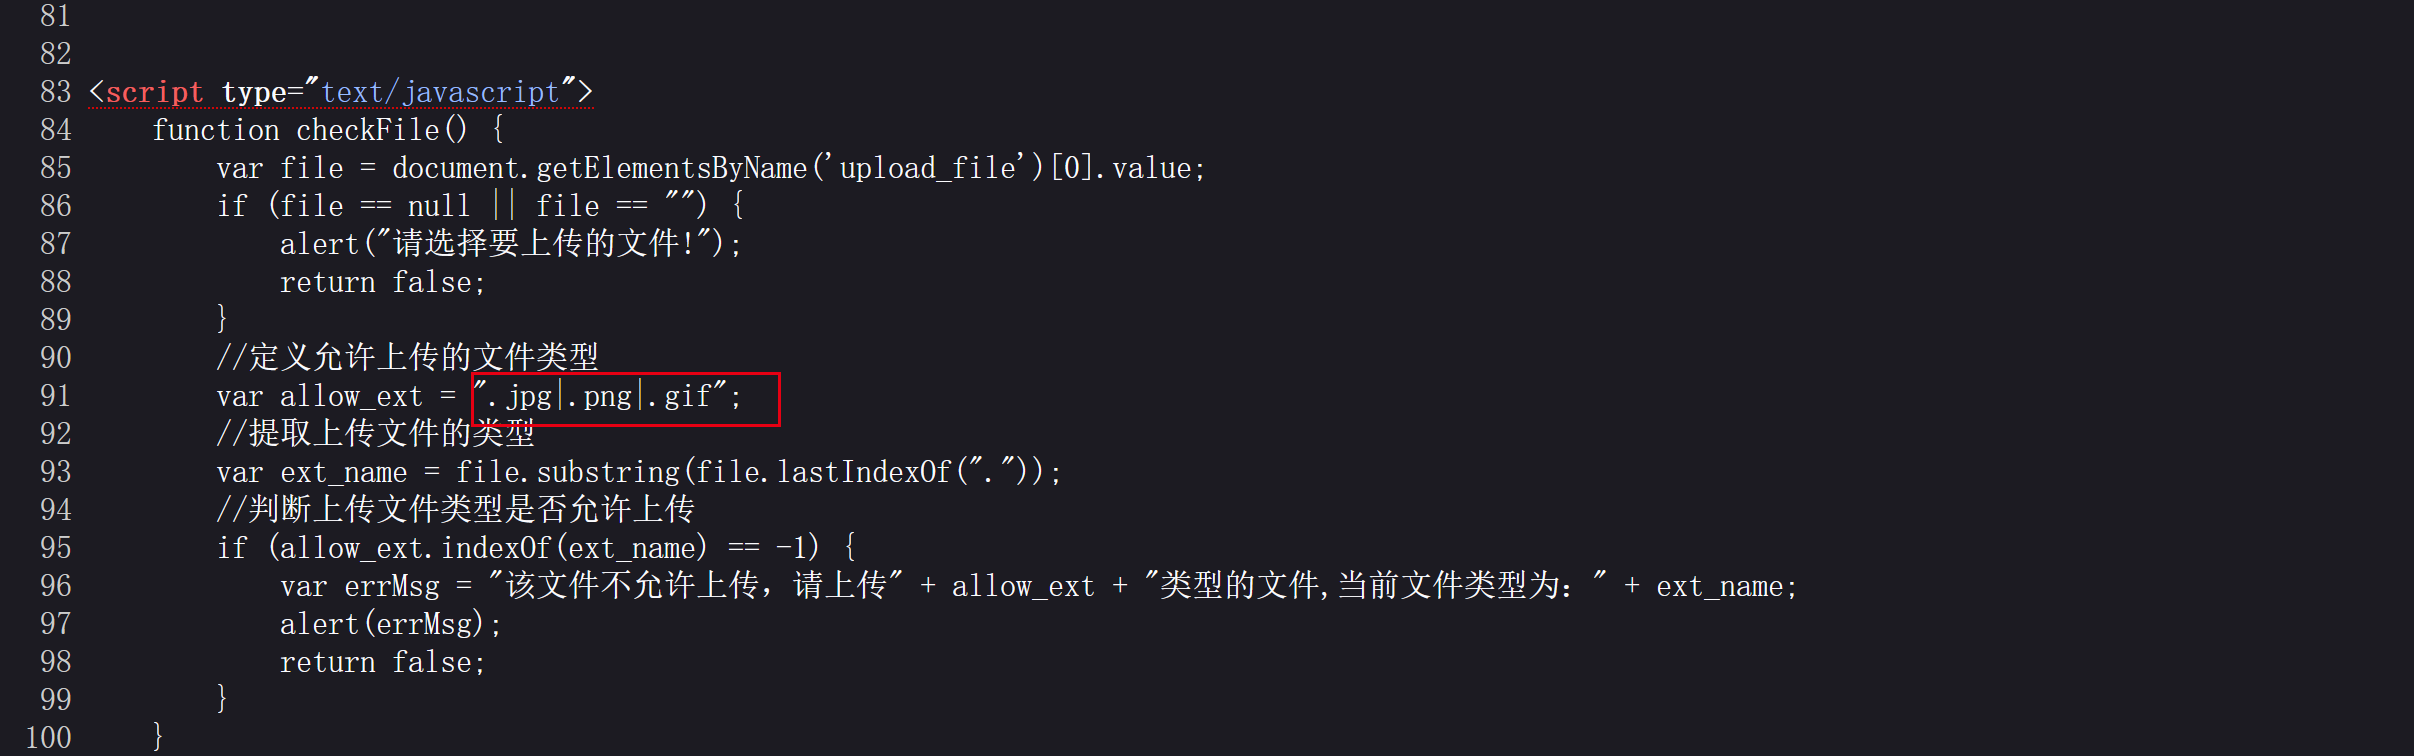 81
82
83 <script type="text/javascript">
84     function checkFile() {
85         var file = document.getElementsByName('upload_file')[0].value;
86         if (file == null || file == "") {
87             alert("请选择要上传的文件!");
88             return false;
89         }
90         //定义允许上传的文件类型
91         var allow_ext = ".jpg|.png|.gif";
92         //提取上传文件的类型
93         var ext_name = file.substring(file.lastIndexOf("."));
94         //判断上传文件类型是否允许上传
95         if (allow_ext.indexOf(ext_name) == -1) {
96             var errMsg = "该文件不允许上传，请上传" + allow_ext + "类型的文件,当前文件类型为：" + ext_name;
97             alert(errMsg);
98             return false;
99         }
100     }